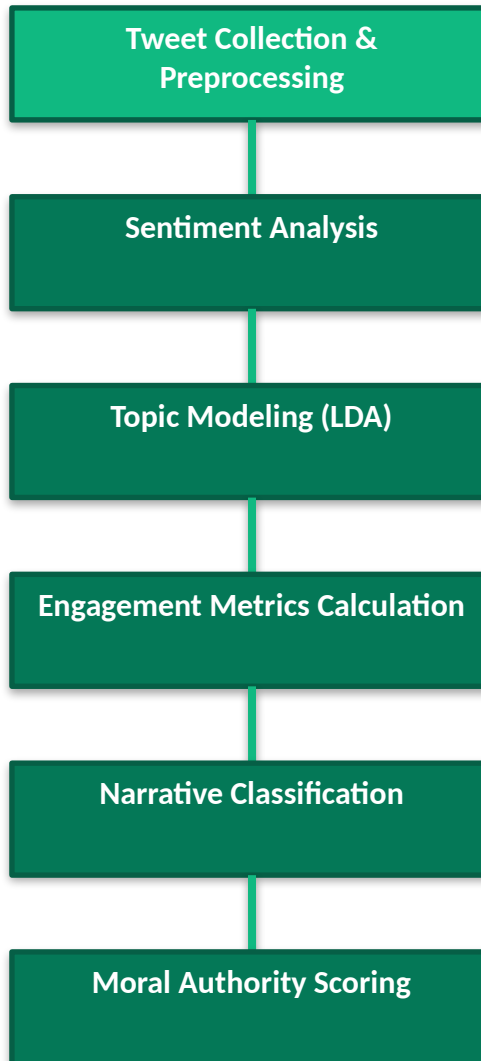 Tweet Collection &
Preprocessing
Sentiment Analysis
Topic Modeling (LDA)
Engagement Metrics Calculation
Narrative Classification
Moral Authority Scoring